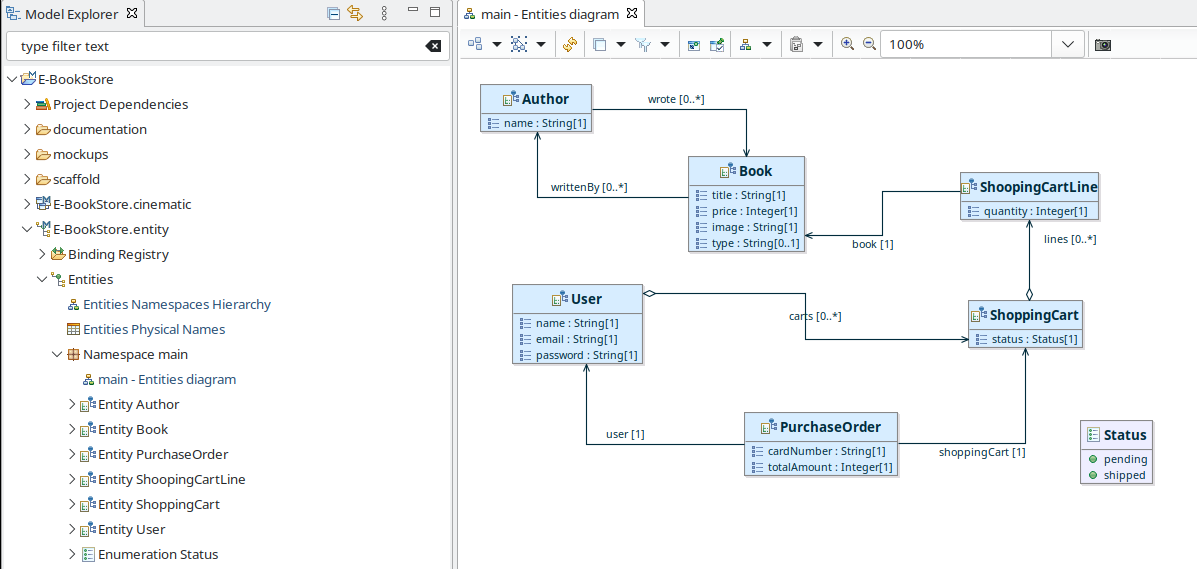 Model Explorer
type filter text
E-BookStore
Project Dependencies
documentation
mockups
scaffold
E-BookStore.cinematic
E-BookStore.entity
Binding Registry
Entities
Entities Namespaces Hierarchy
Entities Physical Names
Namespace main
main - Entities diagram
Entity Author
Entity Book
Entity PurchaseOrder
Entity ShoopingCartLine
Entity ShoppingCart
Entity User
Enumeration Status
main - Entities diagram
100%
Author
name : String[1]
wrote [0..*]
writtenBy [0..*]
Book
title : String[1]
price : Integer[1]
image : String[1]
type : String[0..1]
book [1]
ShoopingCartLine
quantity : Integer[1]
lines [0..*]
User
name : String[1]
email : String[1]
password : String[1]
carts [0..*]
ShoppingCart
status : Status[1]
user [1]
PurchaseOrder
cardNumber : String[1]
totalAmount : Integer[1]
shoppingCart [1]
Status
pending
shipped